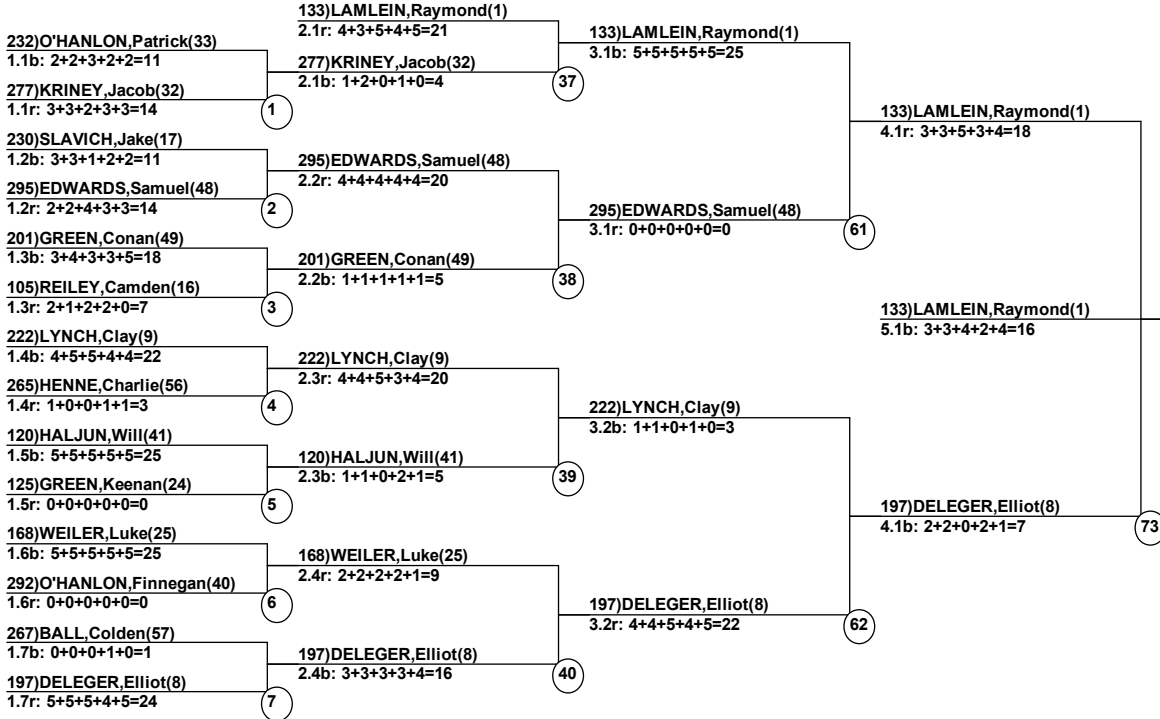 232)O'HANLON,Patrick(33)
1.1b: 2+2+3+2+2=11
277)KRINEY,Jacob(32)
1.1r: 3+3+2+3+3=14
1
230)SLAVICH,Jake(17)
1.2b: 3+3+1+2+2=11
295)EDWARDS,Samuel(48)
1.2r: 2+2+4+3+3=14
2
201)GREEN,Conan(49)
1.3b: 3+4+3+3+5=18
105)REILEY,Camden(16)
1.3r: 2+1+2+2+0=7
3
222)LYNCH,Clay(9)
1.4b: 4+5+5+4+4=22
265)HENNE,Charlie(56)
1.4r: 1+0+0+1+1=3
4
120)HALJUN,Will(41)
1.5b: 5+5+5+5+5=25
125)GREEN,Keenan(24)
1.5r: 0+0+0+0+0=0
5
168)WEILER,Luke(25)
1.6b: 5+5+5+5+5=25
292)O'HANLON,Finnegan(40)
1.6r: 0+0+0+0+0=0
6
267)BALL,Colden(57)
1.7b: 0+0+0+1+0=1
197)DELEGER,Elliot(8)
1.7r: 5+5+5+4+5=24
7
133)LAMLEIN,Raymond(1)
2.1r: 4+3+5+4+5=21
277)KRINEY,Jacob(32)
2.1b: 1+2+0+1+0=4
37
295)EDWARDS,Samuel(48)
2.2r: 4+4+4+4+4=20
201)GREEN,Conan(49)
2.2b: 1+1+1+1+1=5
38
222)LYNCH,Clay(9)
2.3r: 4+4+5+3+4=20
120)HALJUN,Will(41)
2.3b: 1+1+0+2+1=5
39
168)WEILER,Luke(25)
2.4r: 2+2+2+2+1=9
197)DELEGER,Elliot(8)
2.4b: 3+3+3+3+4=16
40
133)LAMLEIN,Raymond(1)
3.1b: 5+5+5+5+5=25
295)EDWARDS,Samuel(48)
3.1r: 0+0+0+0+0=0
61
222)LYNCH,Clay(9)
3.2b: 1+1+0+1+0=3
197)DELEGER,Elliot(8)
3.2r: 4+4+5+4+5=22
62
133)LAMLEIN,Raymond(1)
4.1r: 3+3+5+3+4=18
197)DELEGER,Elliot(8)
4.1b: 2+2+0+2+1=7
73
133)LAMLEIN,Raymond(1)
5.1b: 3+3+4+2+4=16